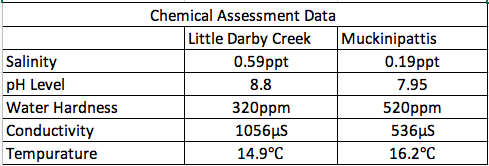 Chemical Assessment Data
Little Darby Creek Muckinipattis
Salinity 0.59ppt 0.19ppt
pH Level 8.8 7.95
Water Hardness 320ppm 520ppm
Conductivity 1056µS 536µS
Tempurature 14.9°C 16.2°C